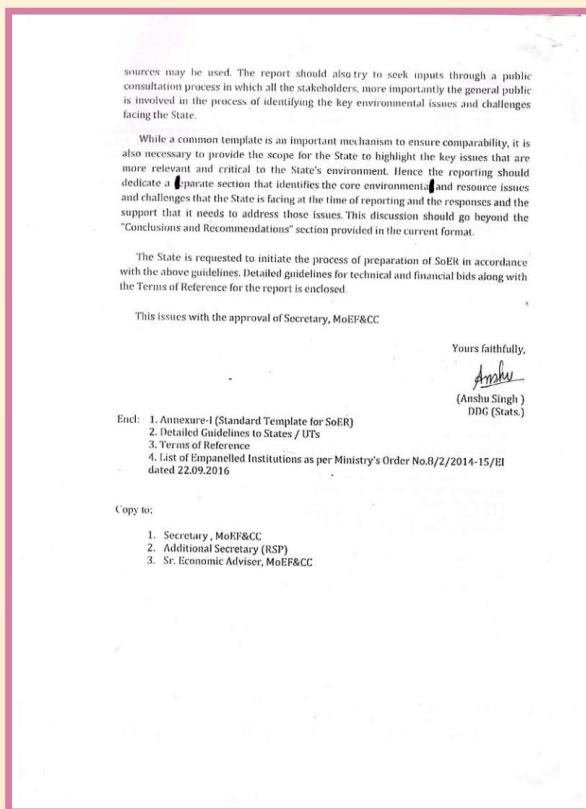 sources may be used. The report should also try to seek inputs through a public
consultation process in which all the stakeholders, more importantly the general public
is involved in the process of identifying the key environmental issues and challenges
facing the State.
While a common template is an important mechanism to ensure comparability, it is
also necessary to provide the scope for the State to highlight the key issues that are
more relevant and critical to the State's environment. Hence the reporting should
dedicate a eparate section that identifies the core environmenta and resource issues
and challenges that the State is facing at the time of reporting and the responses and the
support that it needs to address those issues. This discussion should go beyond the
"Conclusions and Recommendations" section provided in the current format.
The State is requested to initiate the process of preparation of SoER in accordance
with the above guidelines. Detailed guidelines for technical and financial bids along with
the Terms of Reference for the report is enclosed
This issues with the approval of Secretary, MoEF&CC
Yours faithfully,
Anshu
(Anshu Singh )
DDG (Stats.)
Encl: 1. Annexure-I (Standard Template for SoER)
2. Detailed Guidelines to States / UTs
3. Terms of Reference
4. List of Empanelled Institutions as per Ministry's Order No.8/2/2014-15/EI
dated 22.09.2016
Copy to:
1. Secretary , MoEF&CC
2. Additional Secretary (RSP)
3. Sr. Economic Adviser, MoEF&CC